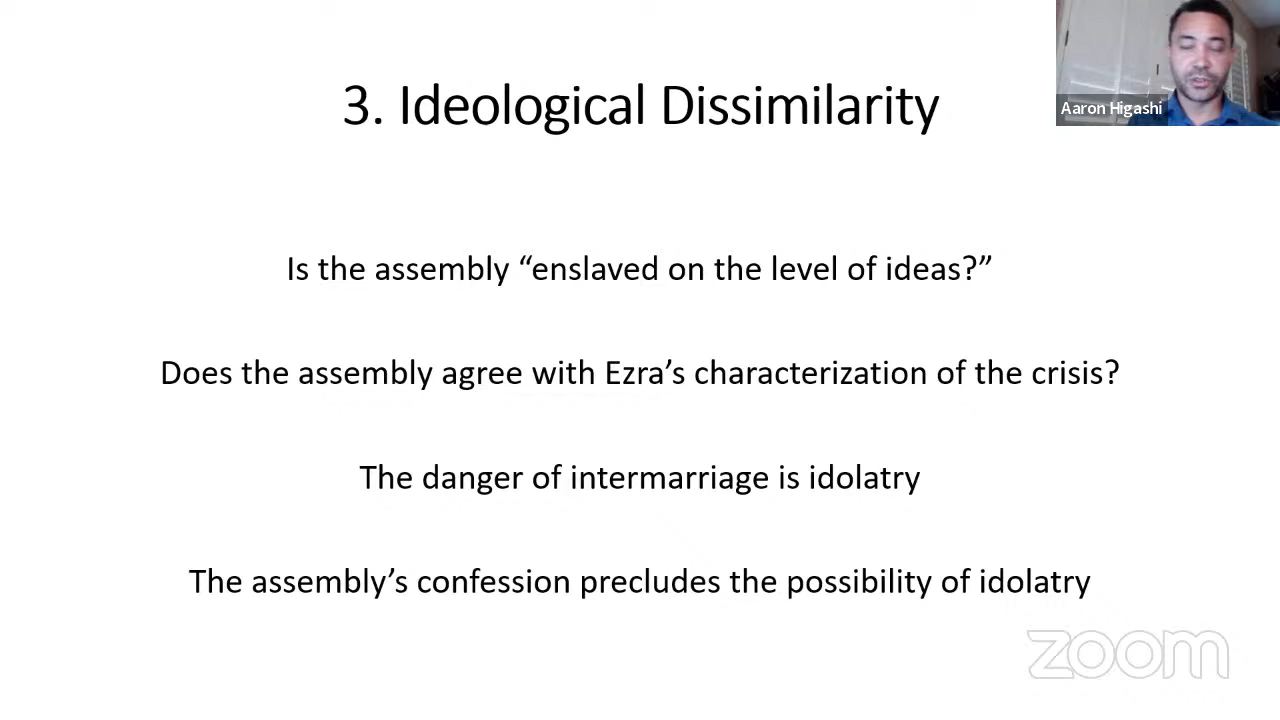 3. Ideological Dissimilarity
Aaron Higashi
Is the assembly “enslaved on the level of ideas?”
Does the assembly agree with Ezra’s characterization of the crisis?
The danger of intermarriage is idolatry
The assembly’s confession precludes the possibility of idolatry
zoom